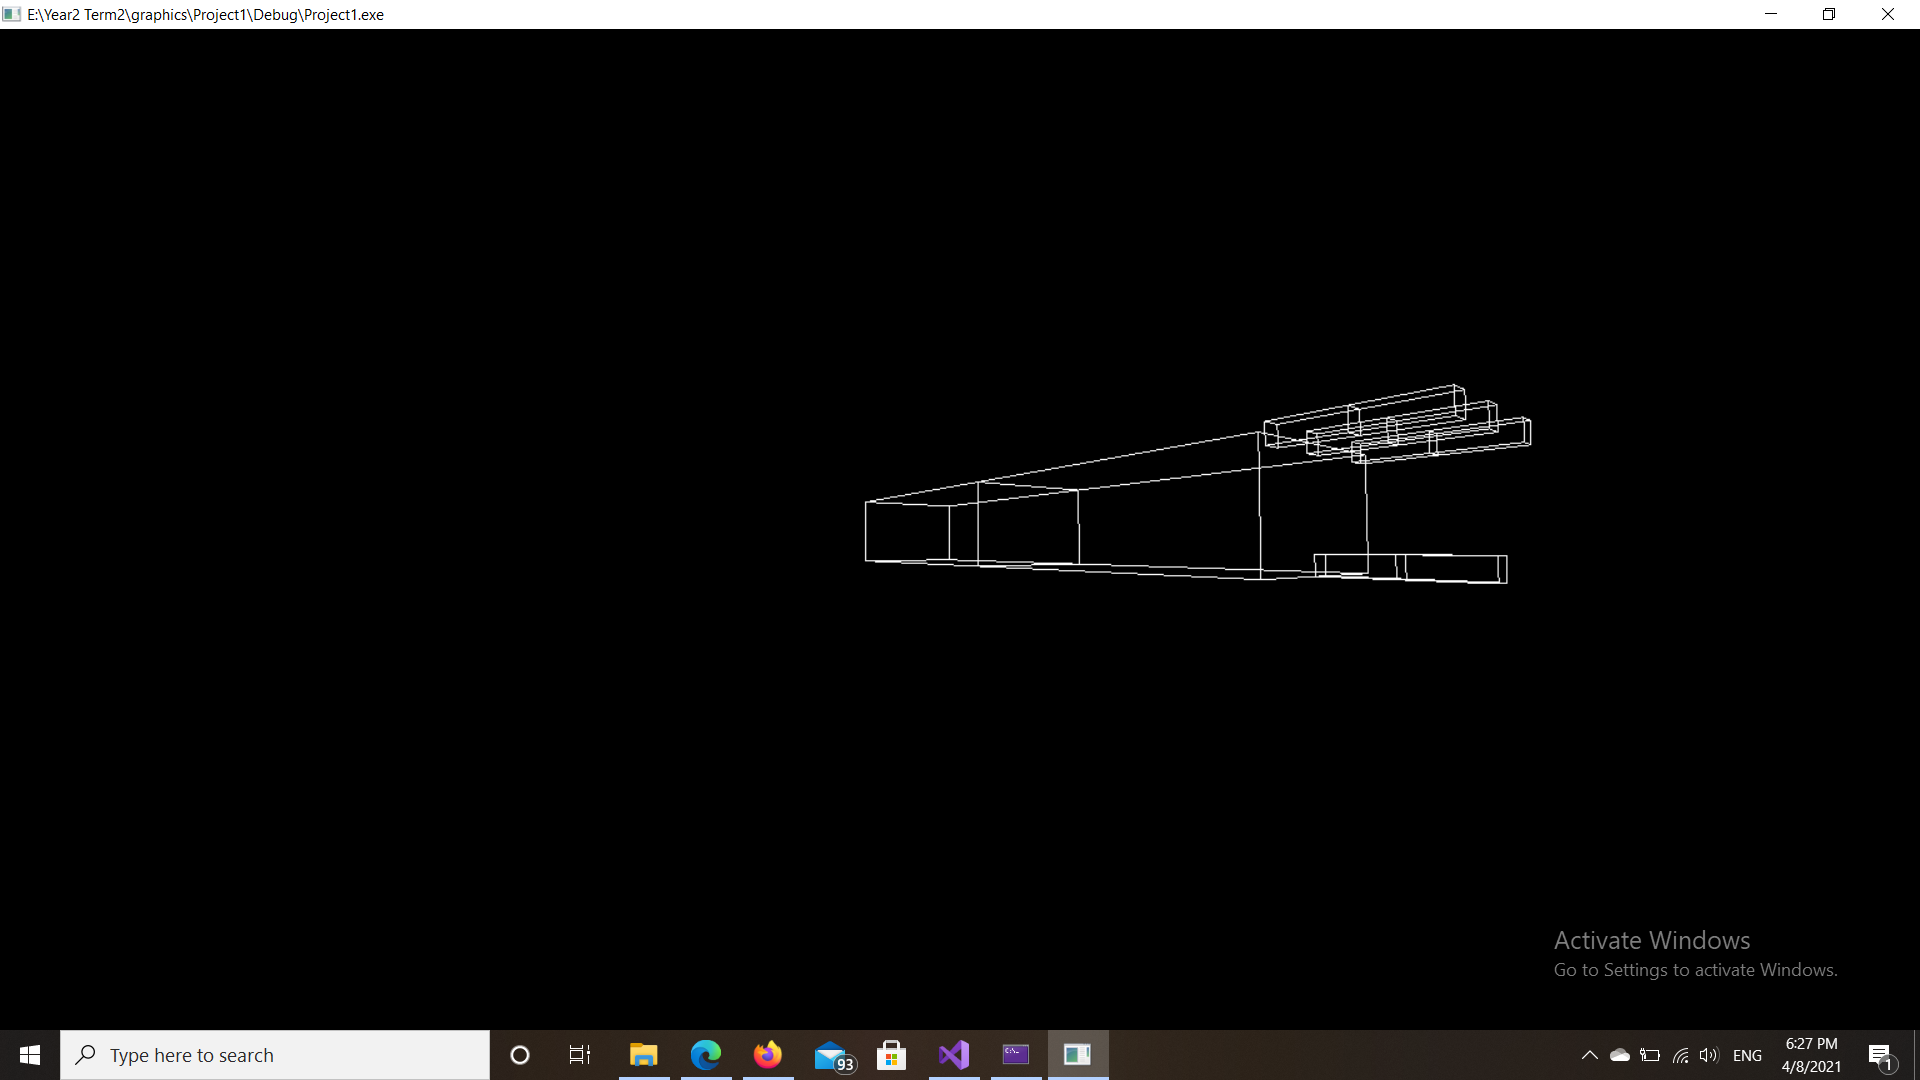 E:\Year2 Term2\graphics\Project1\Debug\Project1.exe
Activate Windows
Go to Settings to activate Windows.
Type here to search
93
C:\
ENG
6:27 PM
4/8/2021
1